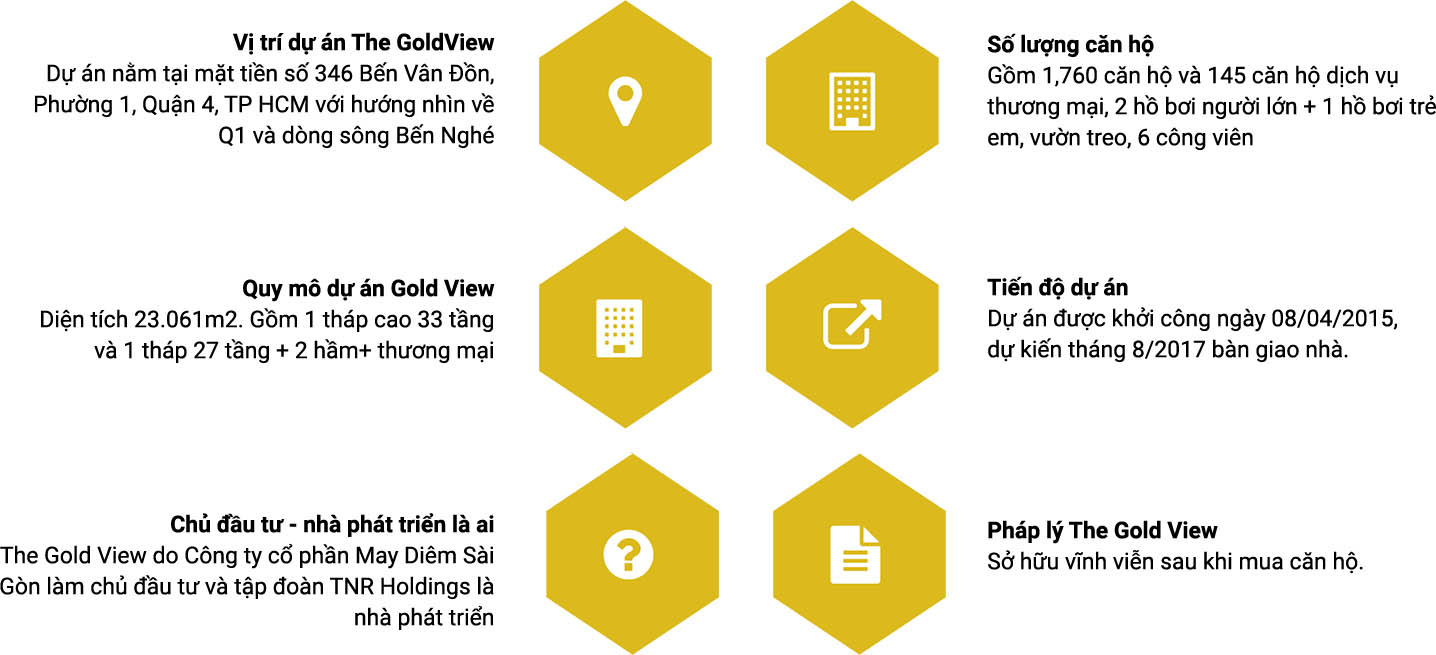 Vị trí dự án The GoldView
Dự án nằm tại mặt tiền số 346 Bến Vân Đồn,
Phường 1, Quận 4, TP HCM với hướng nhìn về
Q1 và dòng sông Bến Nghé
Số lượng căn hộ
Gồm 1,760 căn hộ và 145 căn hộ dịch vụ
thương mại, 2 hồ bơi người lớn + 1 hồ bơi trẻ
em, vườn treo, 6 công viên
Quy mô dự án Gold View
Diện tích 23.061m2. Gồm 1 tháp cao 33 tầng
và 1 tháp 27 tầng + 2 hầm+ thương mại
Tiến độ dự án
Dự án được khởi công ngày 08/04/2015,
dự kiến tháng 8/2017 bàn giao nhà.
Chủ đầu tư - nhà phát triển là ai
The Gold View do Công ty cổ phần May Diêm Sài
Gòn làm chủ đầu tư và tập đoàn TNR Holdings là
nhà phát triển
Pháp lý The Gold View
Sở hữu vĩnh viễn sau khi mua căn hộ.